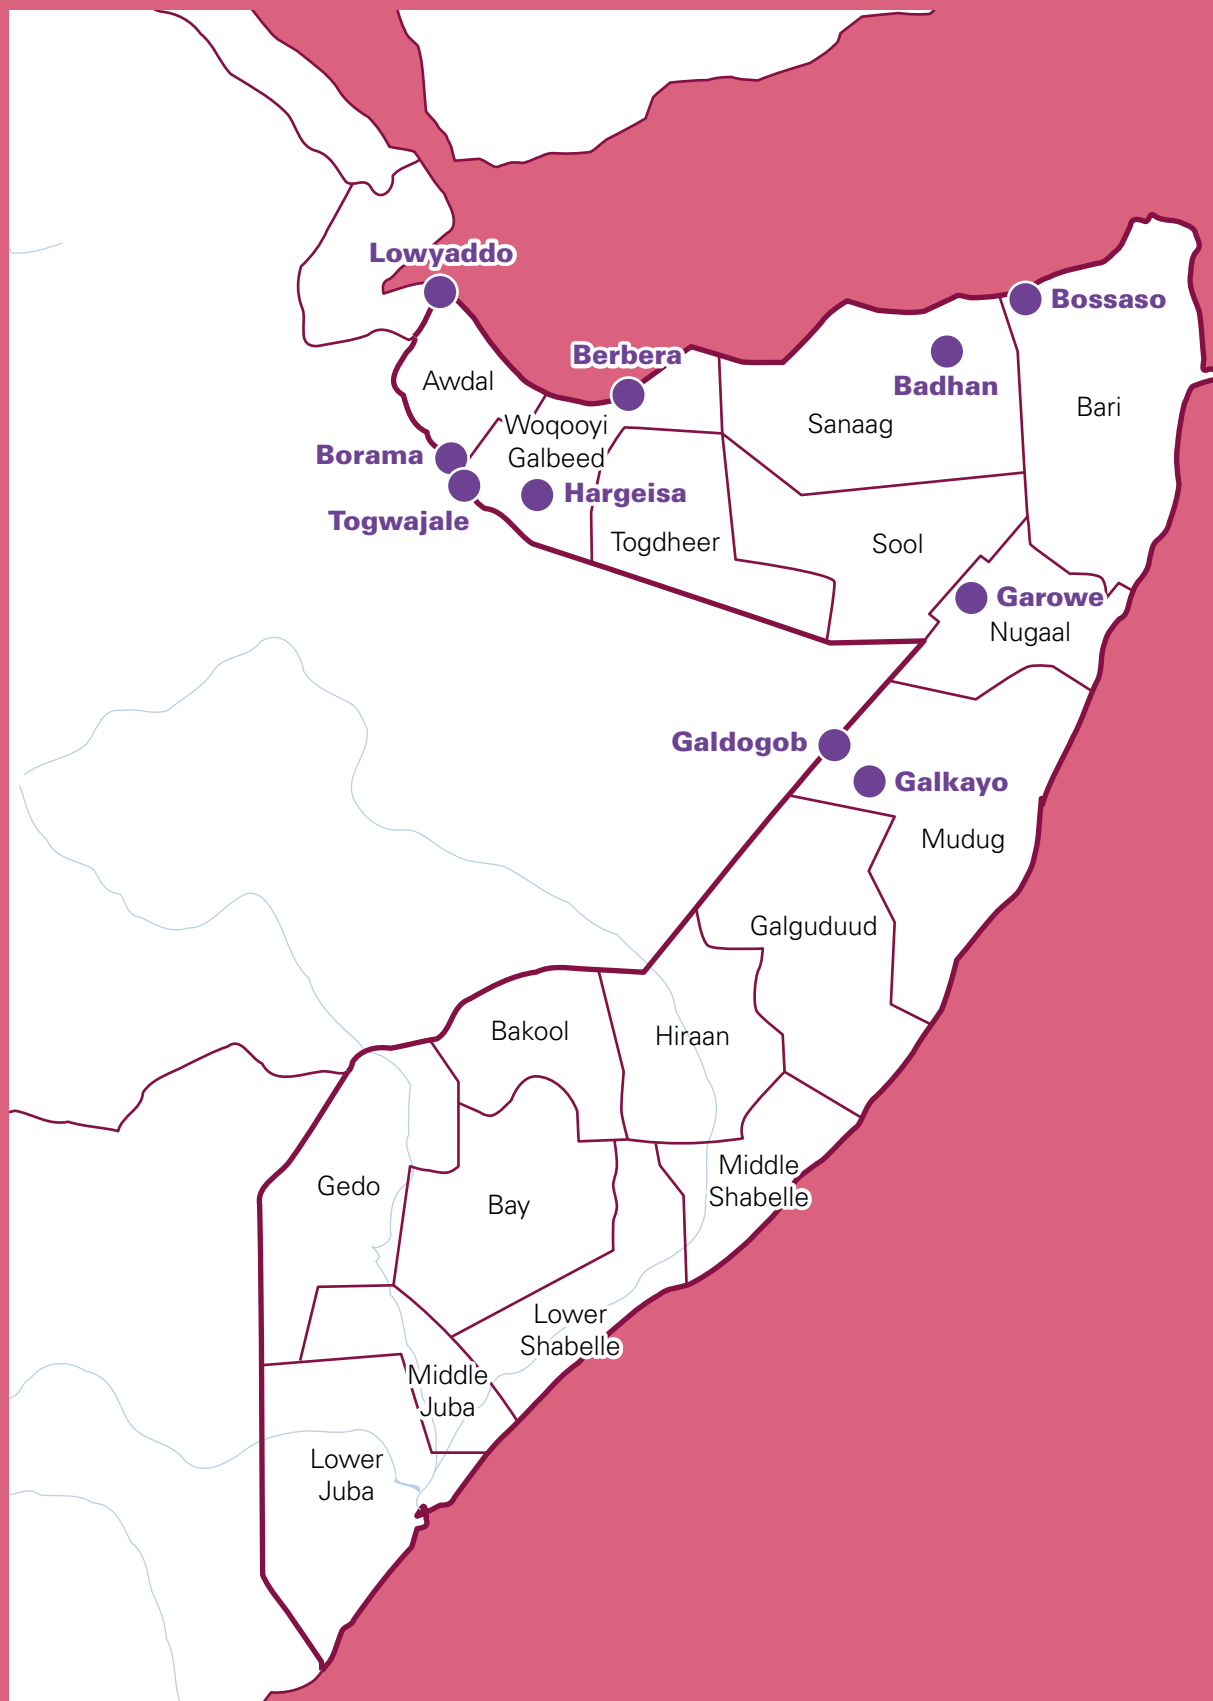 Lowyaddo
Bossaso
Berbera
Badhan
Awdal
Bari
Sanaag
Woqooyi
Galbeed
Borama
Hargeisa
Togwajale
Togdheer
Sool
Garowe
Nugaal
Galdogob
Galkayo
Mudug
Galguduud
Bakool
Hiraan
Middle
Shabelle
Gedo
Bay
Lower
Shabelle
Middle
Juba
Lower
Juba